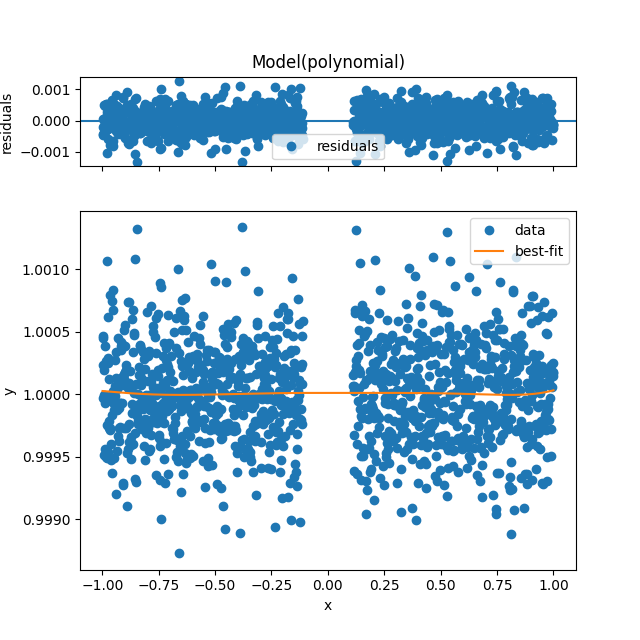 Model(polynomial)
0.001
0.000
−0.001
residuals
residuals
1.0010
1.0005
1.0000
0.9995
0.9990
y
data
best-fit
−1.00 −0.75 −0.50 −0.25 0.00 0.25 0.50 0.75 1.00
x